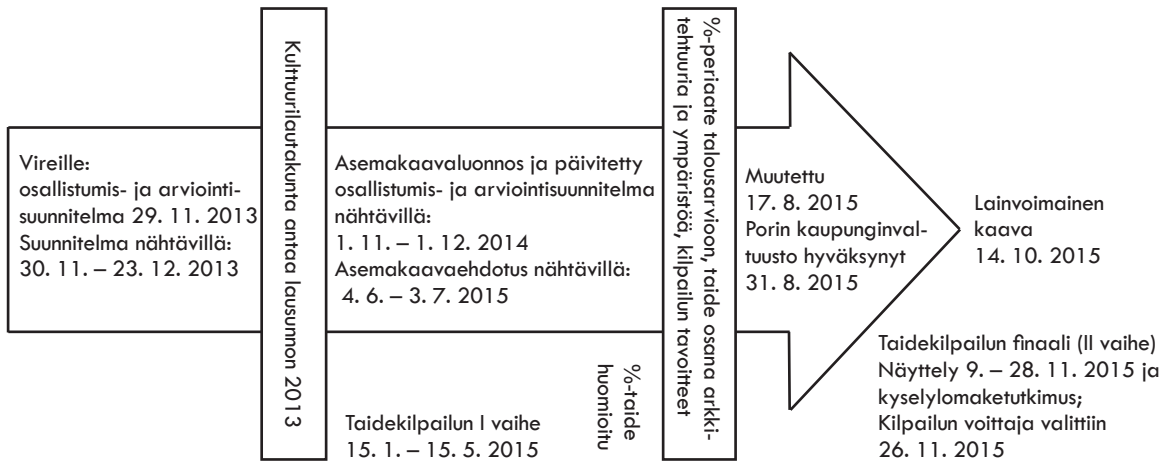 Vireille:
osallistumis- ja arviointi-
suunnitelma 29. 11. 2013
Suunnitelma nähtävillä:
30. 11. – 23. 12. 2013
Kulttuurilautakunta antaa lausunnon 2013
Asemakaavaluonnos ja päivitetty
osallistumis- ja arviointisuunnitelma
nähtävillä:
1. 11. – 1. 12. 2014
Asemakaavaehdotus nähtävillä:
4. 6. – 3. 7. 2015
Taidekilpailun I vaihe
15. 1. – 15. 5. 2015
%-taide
huomioitu
%-periaate talousarvioon, taide osana arkki-
tehtuuria ja ympäristöä, kilpailun tavoitteet
Muutettu
17. 8. 2015
Porin kaupunginval-
tuusto hyväksynyt
31. 8. 2015
Lainvoimainen
kaava
14. 10. 2015
Taidekilpailun finaali (II vaihe)
Näyttely 9. – 28. 11. 2015 ja
kyselylomaketutkimus;
Kilpailun voittaja valittiin
26. 11. 2015